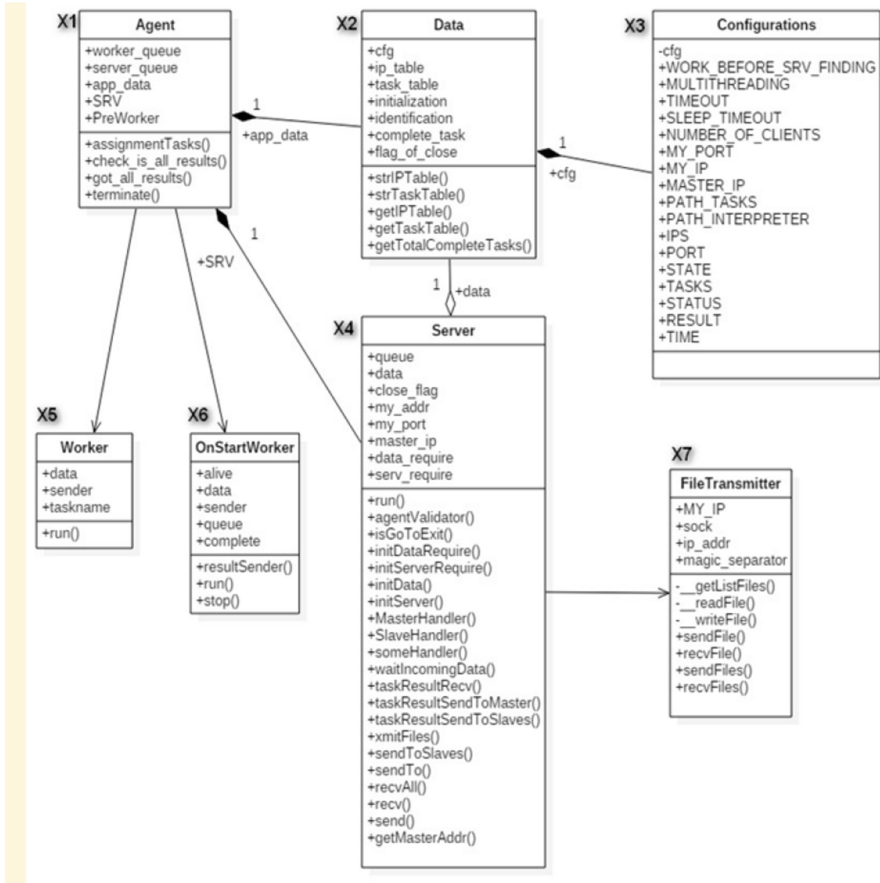 X1
Agent
+worker_queue
+server_queue
+app_data
+SRV
+PreWorker
+assignmentTasks()
+check_is_all_results()
+got_all_results()
+terminate()
1
+app_data
X2
Data
+cfg
+ip_table
+task_table
+initialization
+identification
+complete_task
+flag_of_close
+strIPTable()
+strTaskTable()
+getIPTable()
+getTaskTable()
+getTotalCompleteTasks()
1
+cfg
X3
Configurations
-cfg
+WORK_BEFORE_SRV_FINDING
+MULTITHREADING
+TIMEOUT
+SLEEP_TIMEOUT
+NUMBER_OF_CLIENTS
+MY_PORT
+MY_IP
+MASTER_IP
+PATH_TASKS
+PATH_INTERPRETER
+IPS
+PORT
+STATE
+TASKS
+STATUS
+RESULT
+TIME
1
+SRV
1
+data
X4
Server
+queue
+data
+close_flag
+my_addr
+my_port
+master_ip
+data_require
+serv_require
+run()
+agentValidator()
+isGoToExit()
+initDataRequire()
+initServerRequire()
+initData()
+initServer()
+MasterHandler()
+SlaveHandler()
+someHandler()
+waitIncomingData()
+taskResultRecv()
+taskResultSendToMaster()
+taskResultSendToSlaves()
+xmitFiles()
+sendToSlaves()
+sendTo()
+recvAll()
+recv()
+send()
+getMasterAddr()
X5
Worker
+data
+sender
+taskname
+run()
X6
OnStartWorker
+alive
+data
+sender
+queue
+complete
+resultSender()
+run()
+stop()
X7
FileTransmitter
+MY_IP
+sock
+ip_addr
+magic_separator
-__getListFiles()
-__readFile()
-__writeFile()
+sendFile()
+recvFile()
+sendFiles()
+recvFiles()